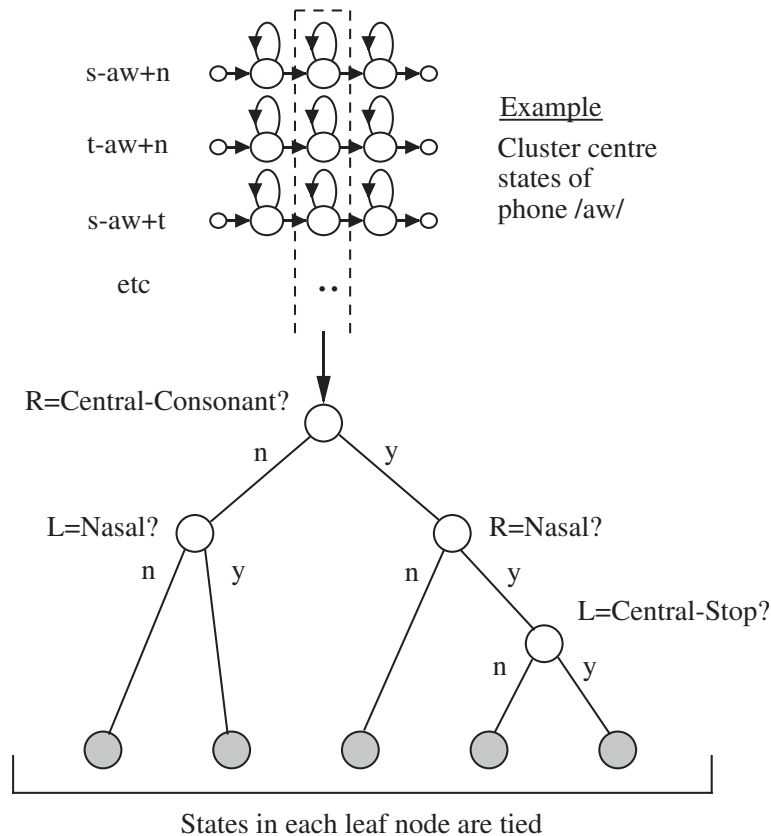 s-aw+n
t-aw+n
s-aw+t
etc
..
Example
Cluster centre
states of
phone /aw/
R=Central-Consonant?
n
y
L=Nasal?
R=Nasal?
n
y
n
y
L=Central-Stop?
n
y
States in each leaf node are tied